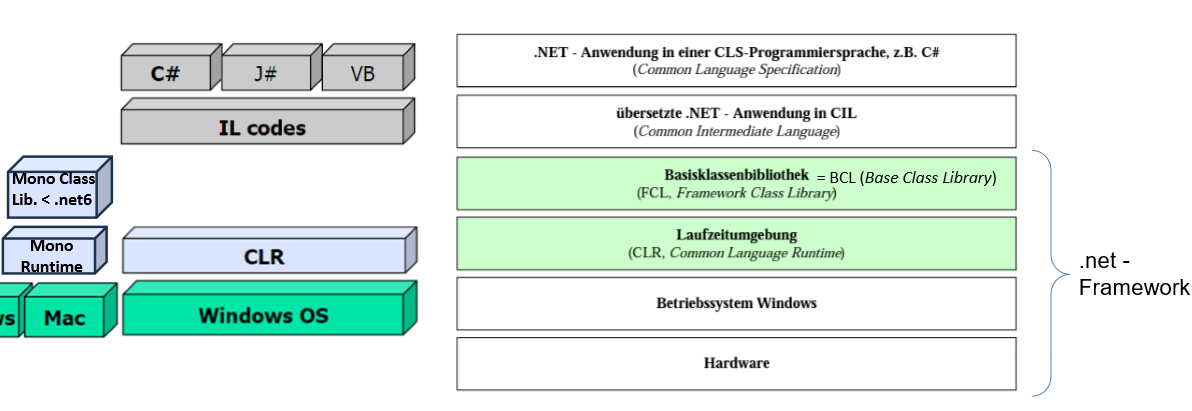 C#
J#
VB
IL codes
Mono Class
Lib. < .net6
Mono
Runtime
CLR
Mac
Windows OS
.NET - Anwendung in einer CLS-Programmiersprache, z.B. C#
(Common Language Specification)
übersetzte .NET - Anwendung in CIL
(Common Intermediate Language)
Basisklassenbibliothek = BCL (Base Class Library)
(FCL, Framework Class Library)
Laufzeitumgebung
(CLR, Common Language Runtime)
Betriebssystem Windows
Hardware
.net -
Framework